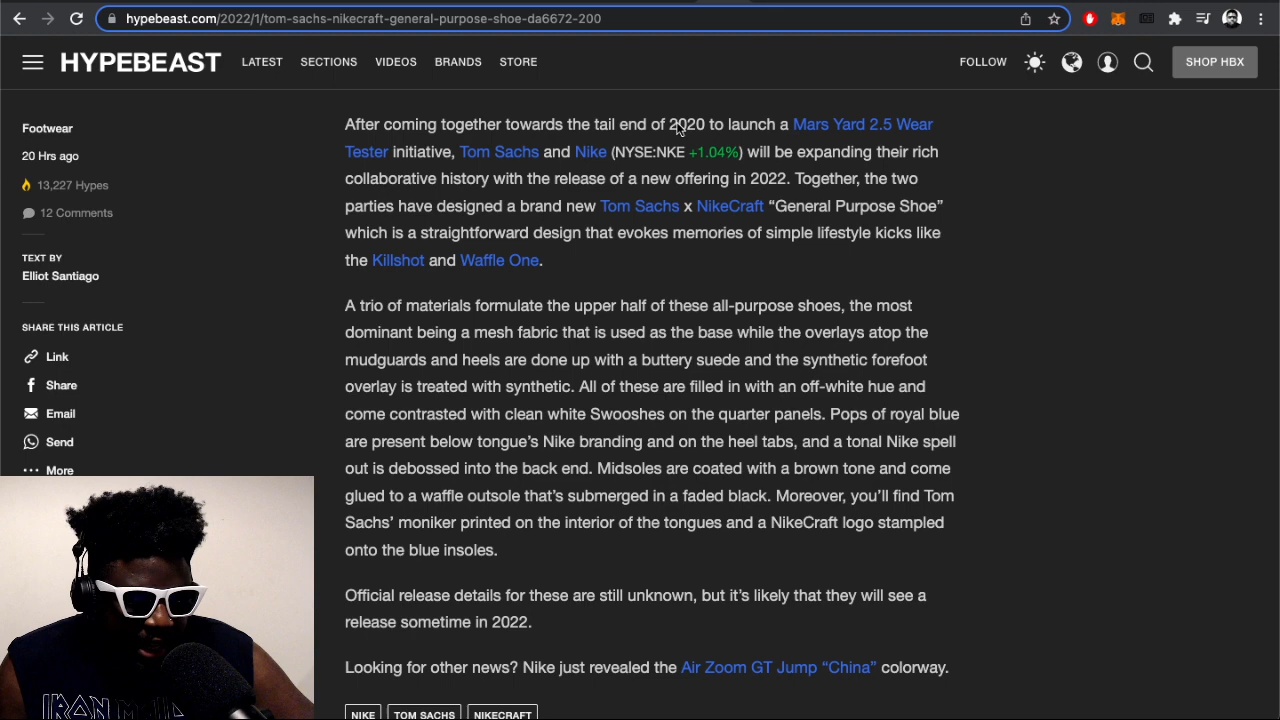 hypebeast.com/2022/1/tom-sachs-nikecraft-general-purpose-shoe-da6672-200
HYPEBEAST
LATEST
SECTIONS
VIDEOS
BRANDS
STORE
FOLLOW
SHOP HBX
Footwear
20 Hrs ago
13,227 Hypes
12 Comments
TEXT BY
Elliot Santiago
SHARE THIS ARTICLE
Link
Share
Email
Send
More
After coming together towards the tail end of 2020 to launch a Mars Yard 2.5 Wear
Tester initiative, Tom Sachs and Nike (NYSE:NKE +1.04%) will be expanding their rich
collaborative history with the release of a new offering in 2022. Together, the two
parties have designed a brand new Tom Sachs x NikeCraft “General Purpose Shoe”
which is a straightforward design that evokes memories of simple lifestyle kicks like
the Killshot and Waffle One.
A trio of materials formulate the upper half of these all-purpose shoes, the most
dominant being a mesh fabric that is used as the base while the overlays atop the
mudguards and heels are done up with a buttery suede and the synthetic forefoot
overlay is treated with synthetic. All of these are filled in with an off-white hue and
come contrasted with clean white Swooshes on the quarter panels. Pops of royal blue
are present below tongue’s Nike branding and on the heel tabs, and a tonal Nike spell
out is debossed into the back end. Midsoles are coated with a brown tone and come
glued to a waffle outsole that’s submerged in a faded black. Moreover, you’ll find Tom
Sachs’ moniker printed on the interior of the tongues and a NikeCraft logo stampled
onto the blue insoles.
Official release details for these are still unknown, but it’s likely that they will see a
release sometime in 2022.
Looking for other news? Nike just revealed the Air Zoom GT Jump “China” colorway.
NIKE
TOM SACHS
NIKECRAFT
IRON